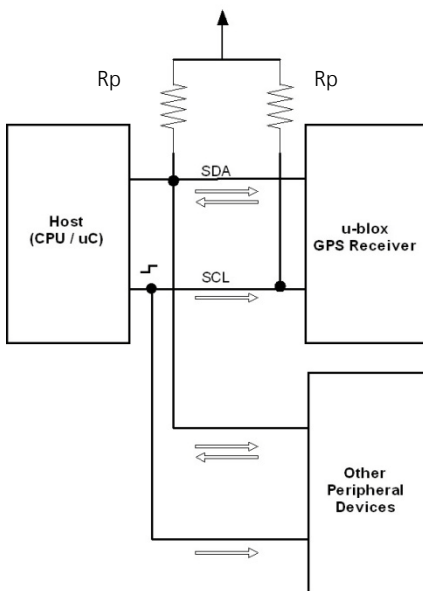 Rp
Rp
SDA
Host
(CPU / uC)
u-blox
GPS Receiver
SCL
Other
Peripheral
Devices